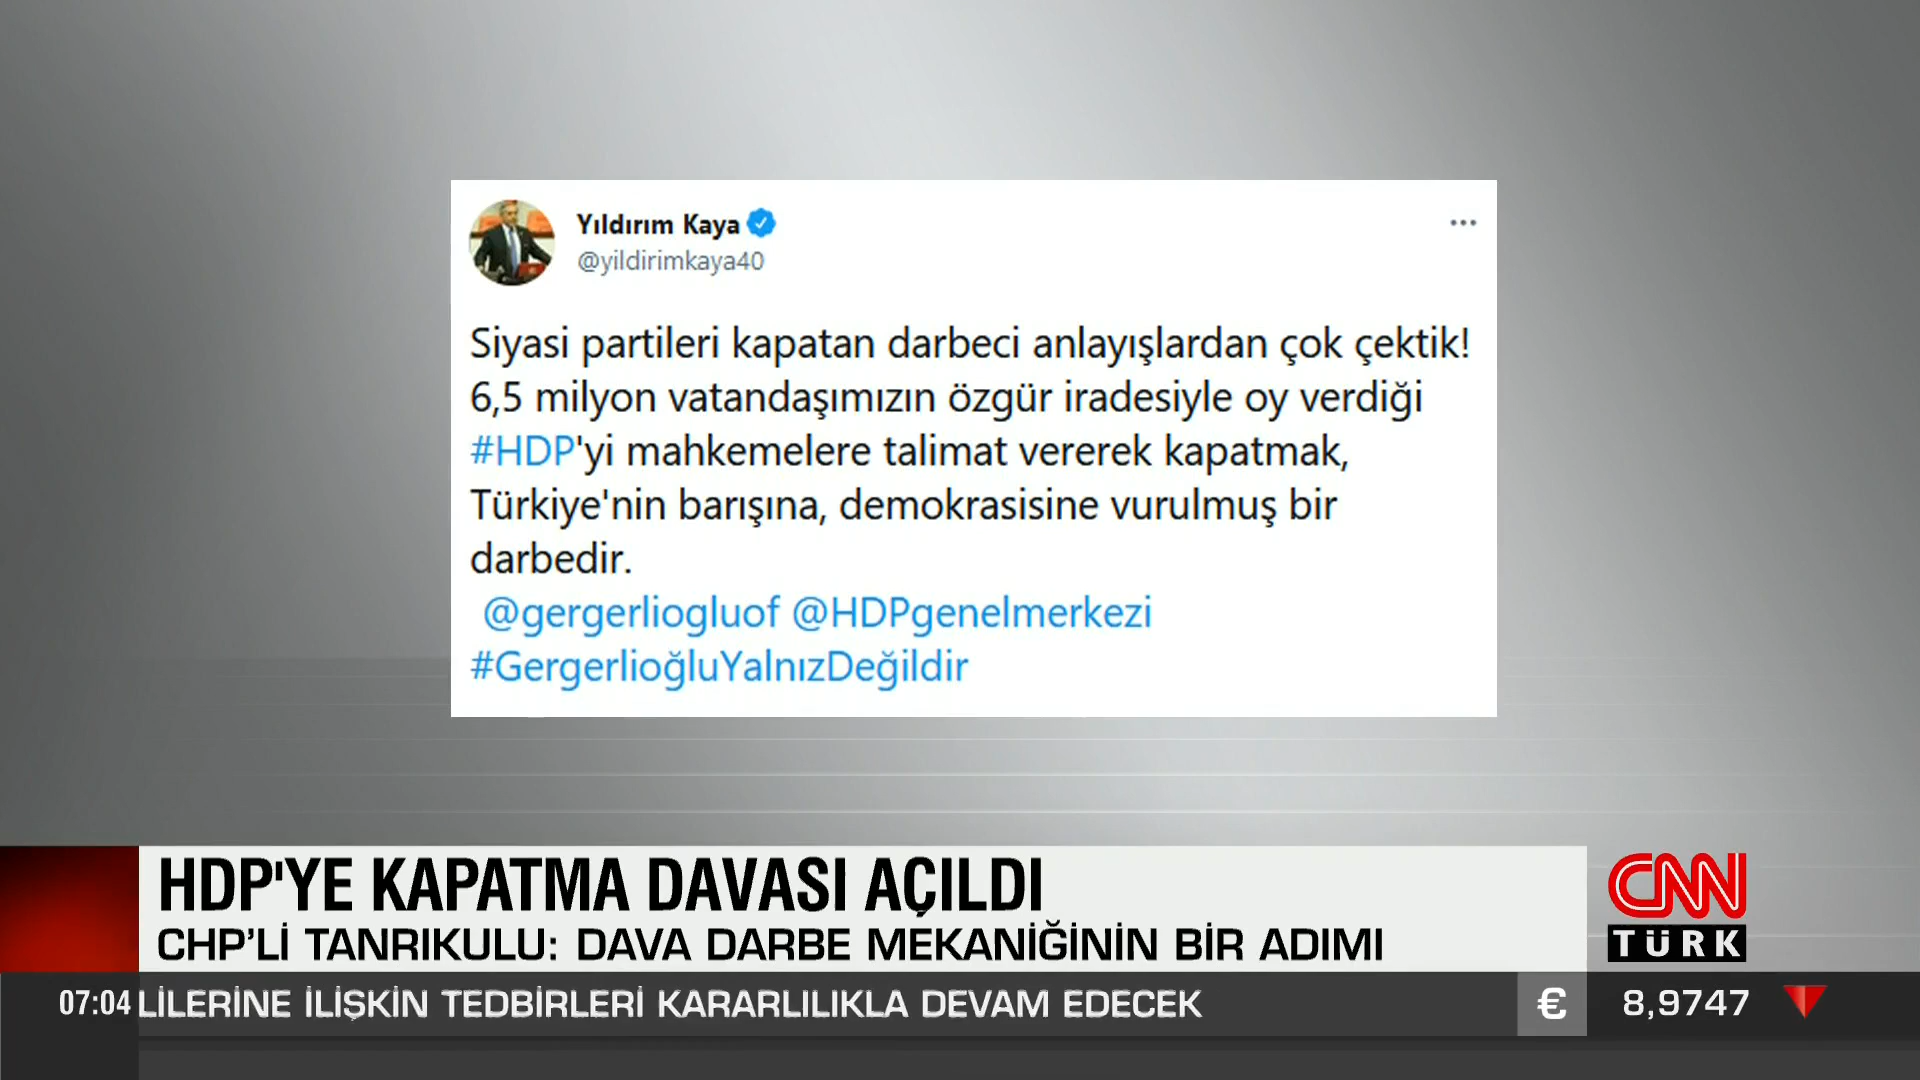 Yıldırım Kaya
@yildirimkaya40
Siyasi partileri kapatan darbeci anlayışlardan çok çektik!
6,5 milyon vatandaşımızın özgür iradesiyle oy verdiği
#HDP'yi mahkemelere talimat vererek kapatmak,
Türkiye'nin barışına, demokrasisine vurulmuş bir
darbedir.
@gergerliogluof @HDPgenelmerkezi
#GergerlioğluYalnızDeğildir
HDP'YE KAPATMA DAVASI AÇILDI
CHP'Lİ TANRIKULU: DAVA DARBE MEKANİĞİNİN BİR ADIMI
CNN
TÜRK
07:04 LİLERİNE İLİŞKİN TEDBİRLERİ KARARLILIKLA DEVAM EDECEK € 8,9747